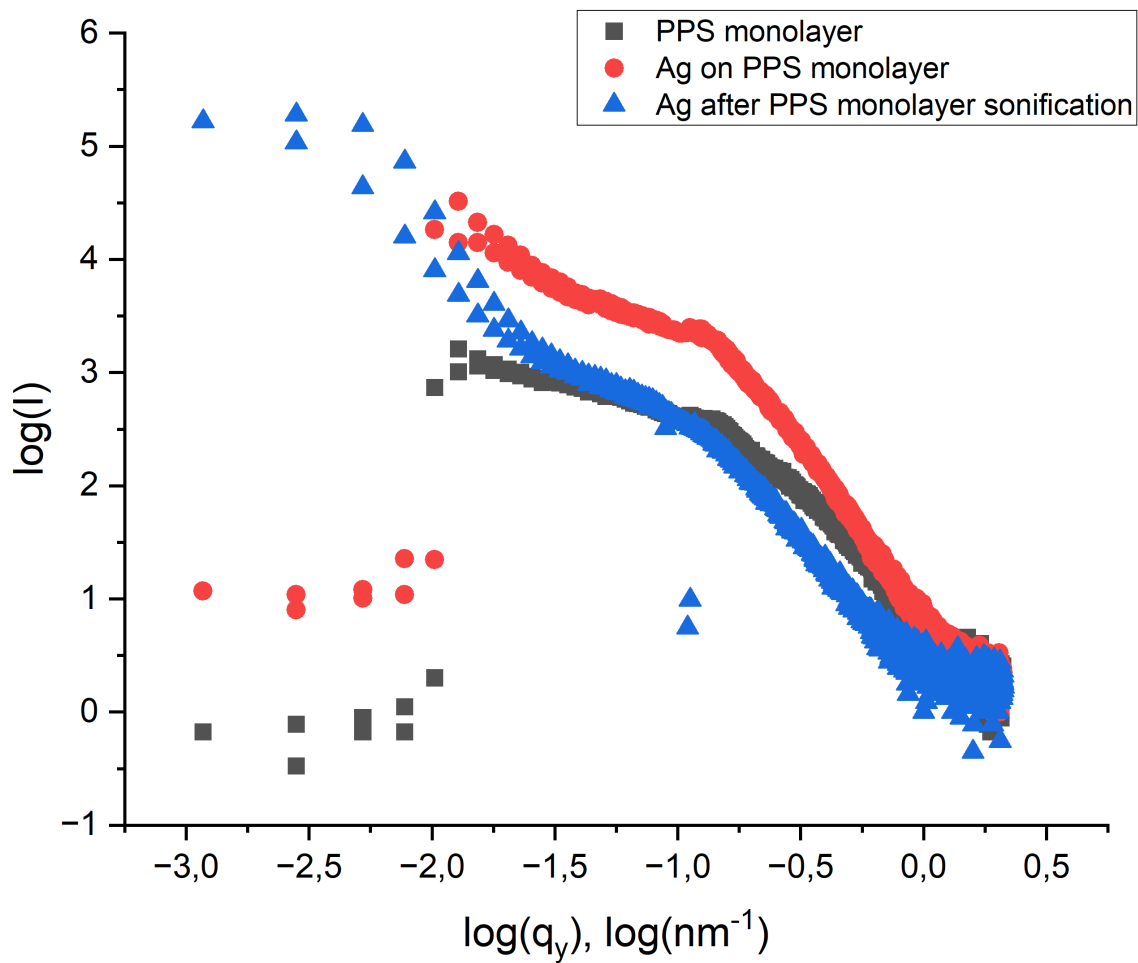 PPS monolayer
Ag on PPS monolayer
Ag after PPS monolayer sonification
6
5
4
3
2
1
0
−1
log(I)
−3,0 −2,5 −2,0 −1,5 −1,0 −0,5 0,0 0,5
log(qy), log(nm-1)